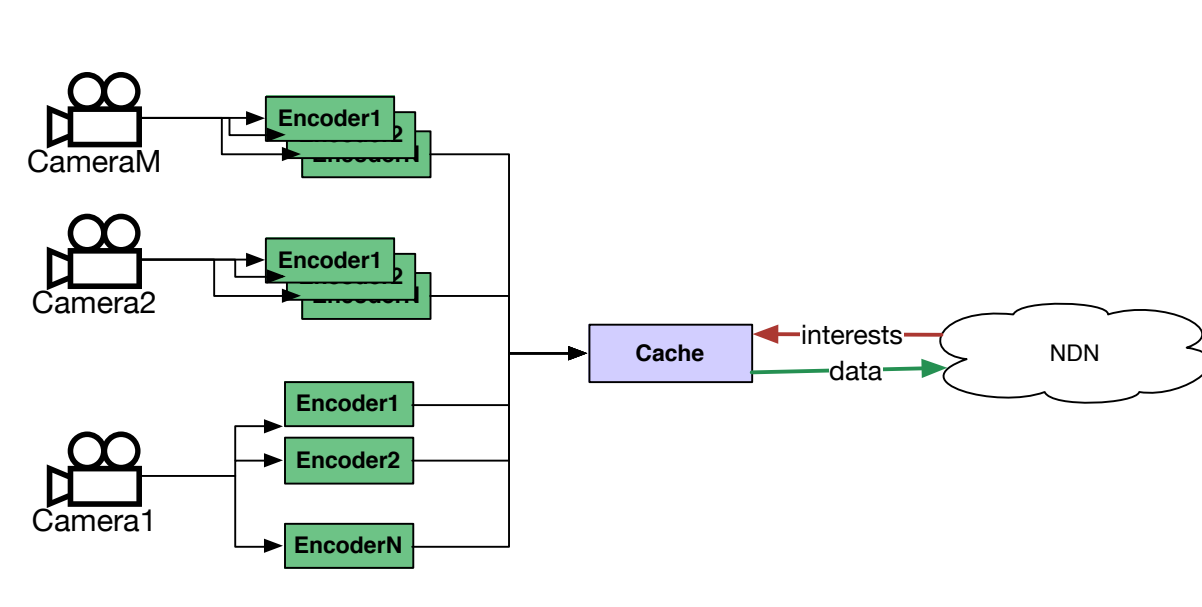 Encoder1
CameraM
Encoder1
Camera2
interests
Cache
NDN
data
Encoder1
Encoder2
Camera1
EncoderN